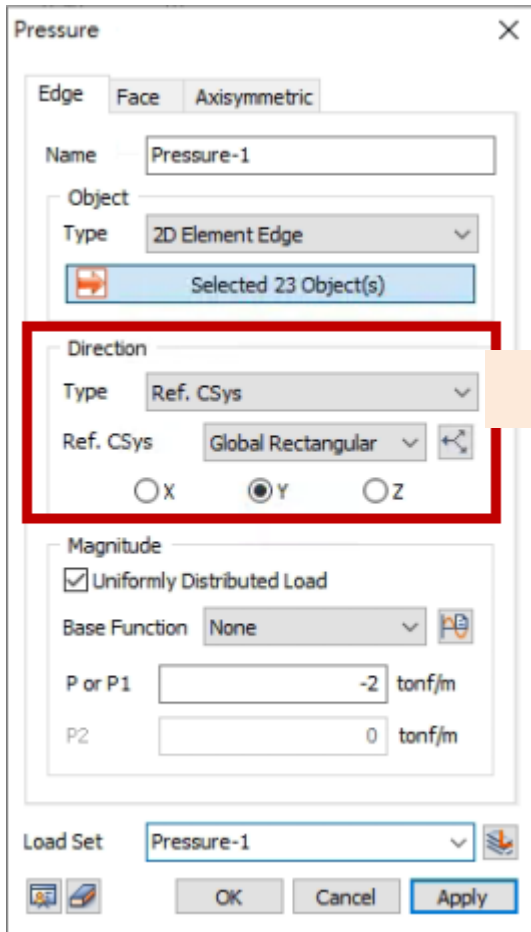 Pressure
Edge Face Axisymmetric
Name Pressure-1
Object
Type 2D Element Edge
Selected 23 Object(s)
Direction
Type Ref. CSys
Ref. CSys Global Rectangular
X Y Z
Magnitude
Uniformly Distributed Load
Base Function None
P or P1 -2 tonf/m
P2 0 tonf/m
Load Set Pressure-1
OK Cancel Apply